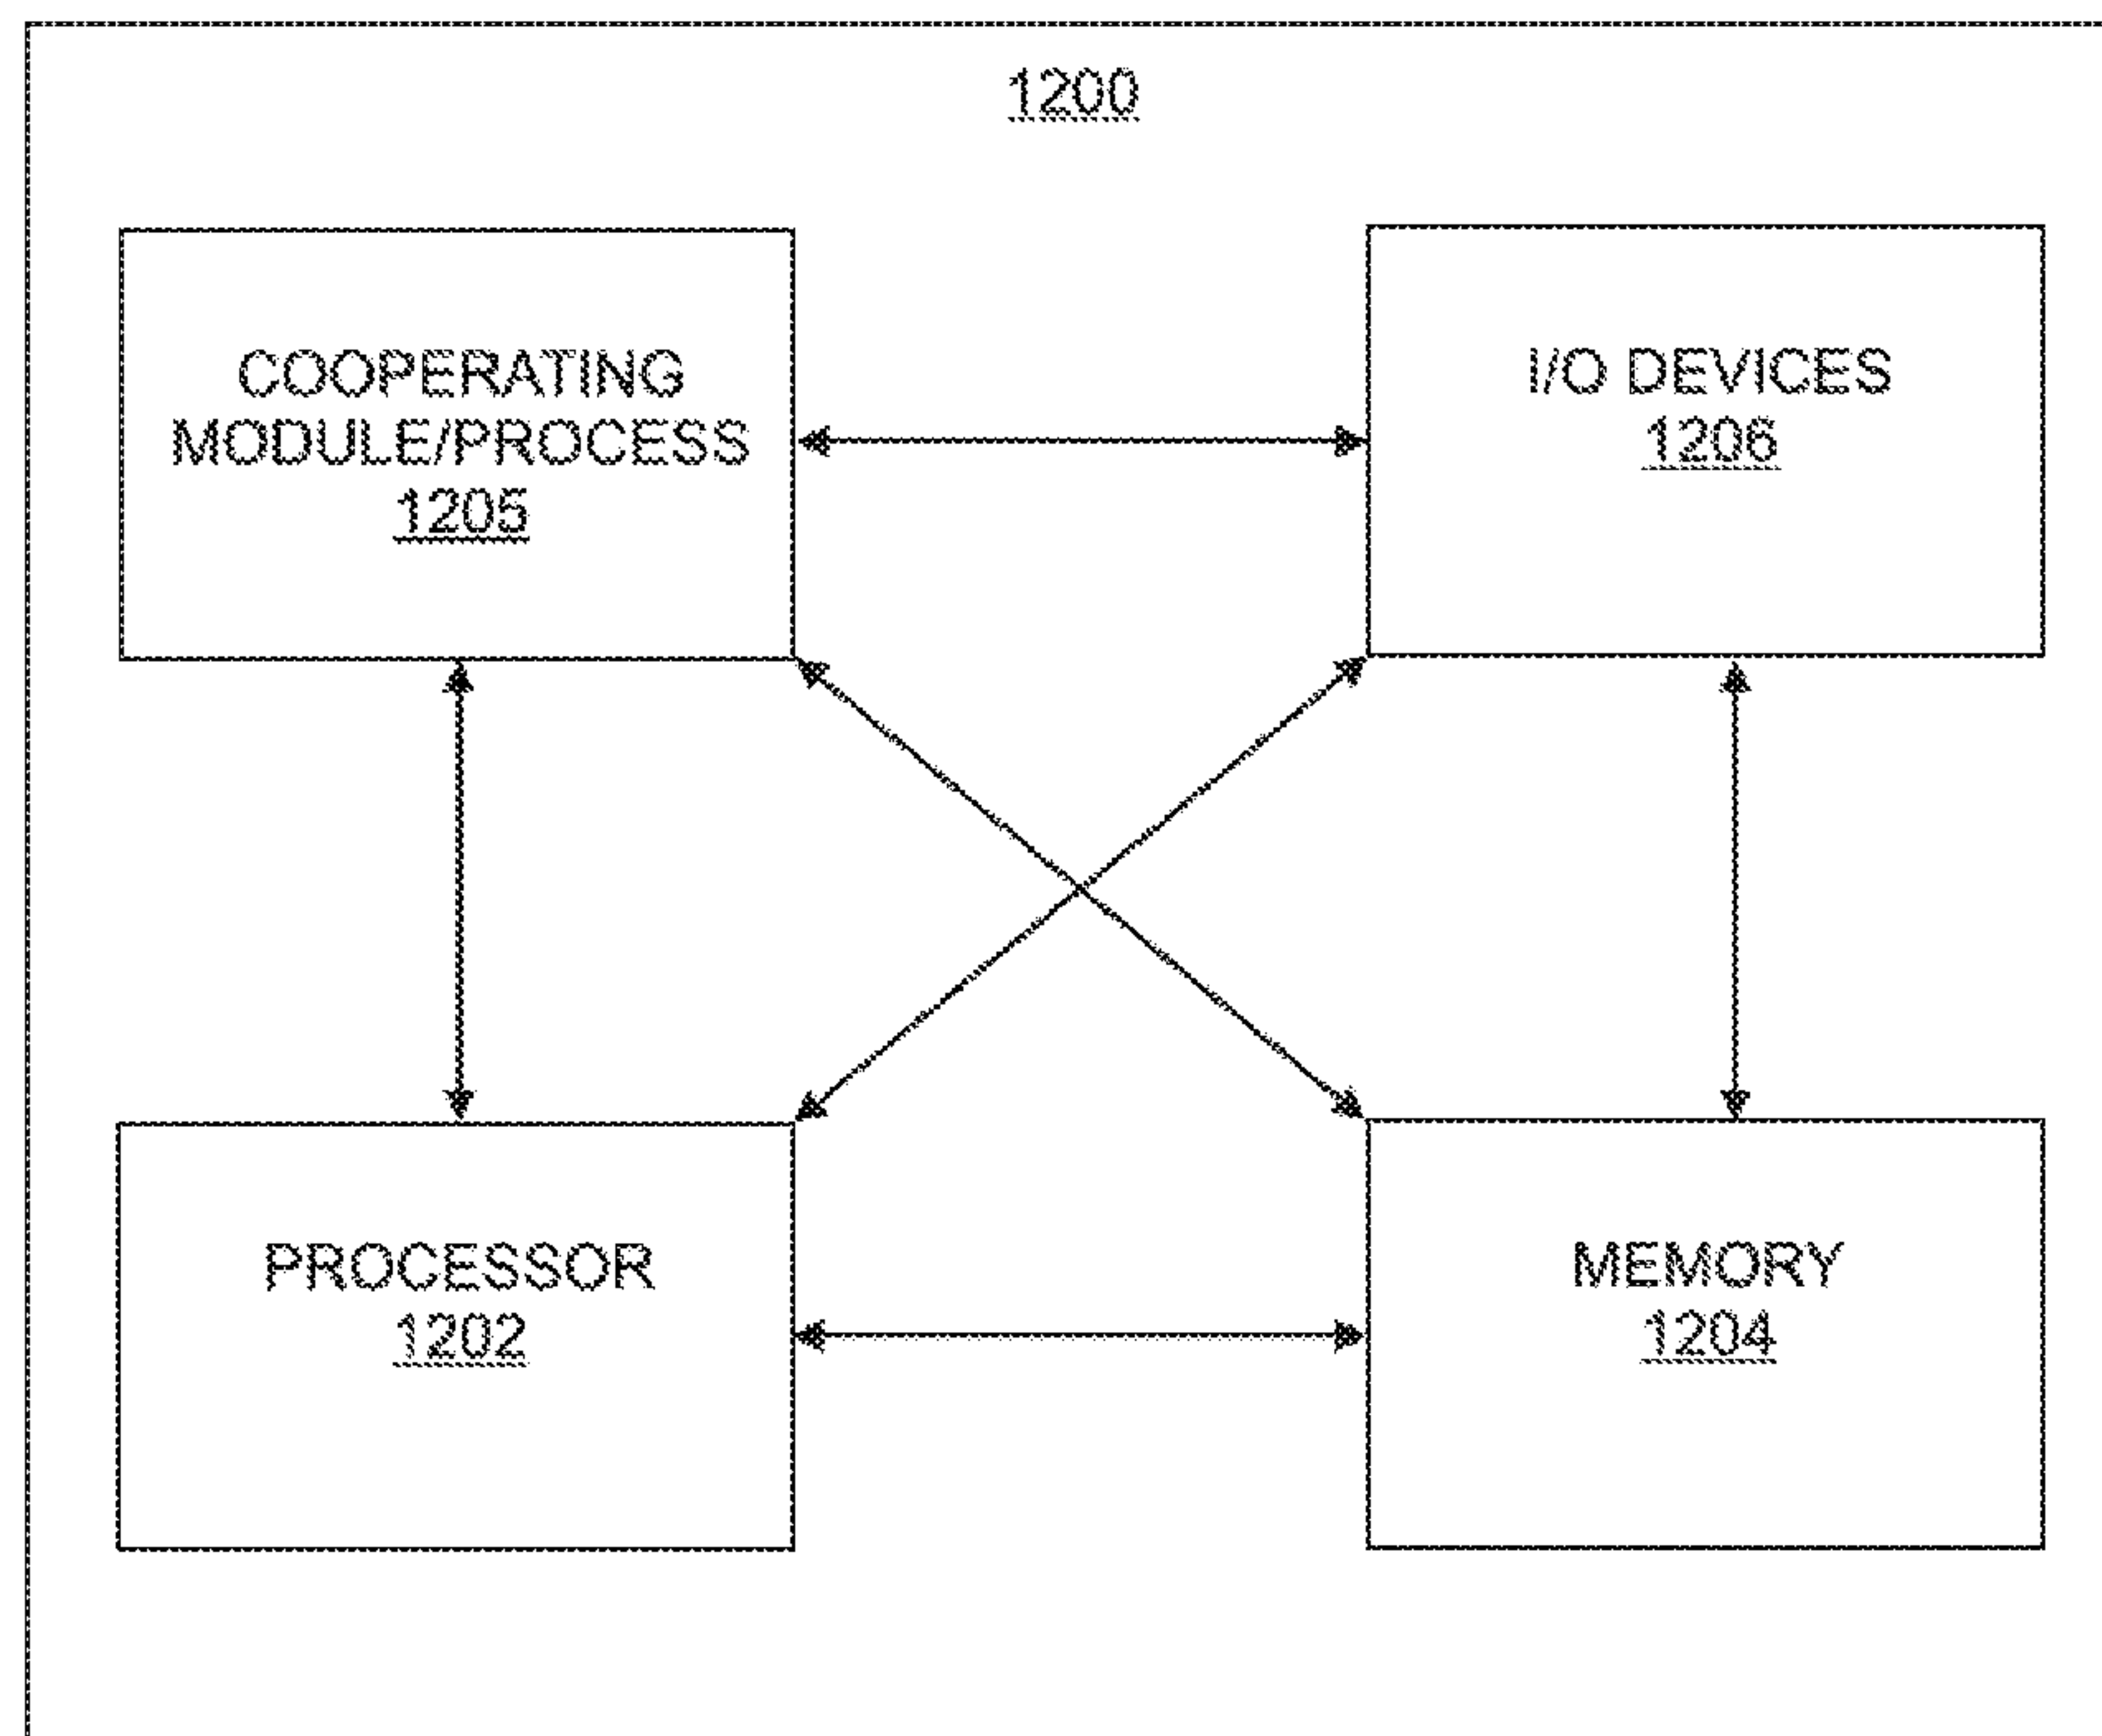 1200
COOPERATING
MODULE/PROCESS
1205
I/O DEVICES
1206
PROCESSOR
1202
MEMORY
1204